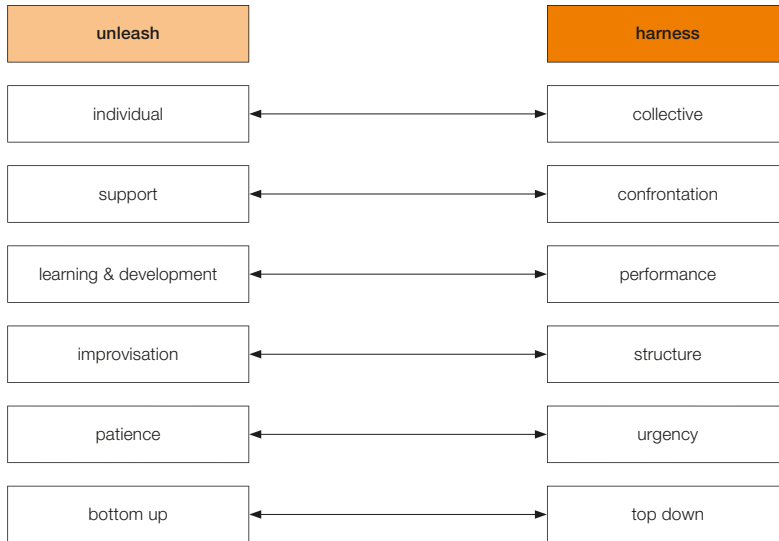 unleash
harness
individual
collective
support
confrontation
learning & development
performance
improvisation
structure
patience
urgency
bottom up
top down